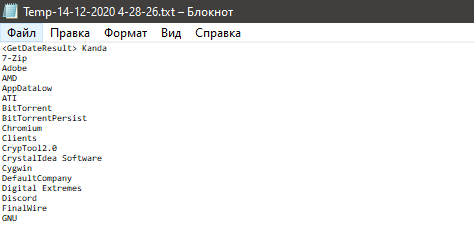 Temp-14-12-2020 4-28-26.txt – Блокнот
Файл Правка Формат Вид Справка
<GetDateResult> Kanda
7-Zip
Adobe
AMD
AppDataLow
ATI
BitTorrent
BitTorrentPersist
Chromium
Clients
CrypTool2.0
CrystalIdea Software
Cygwin
DefaultCompany
Digital Extremes
Discord
FinalWire
GNU